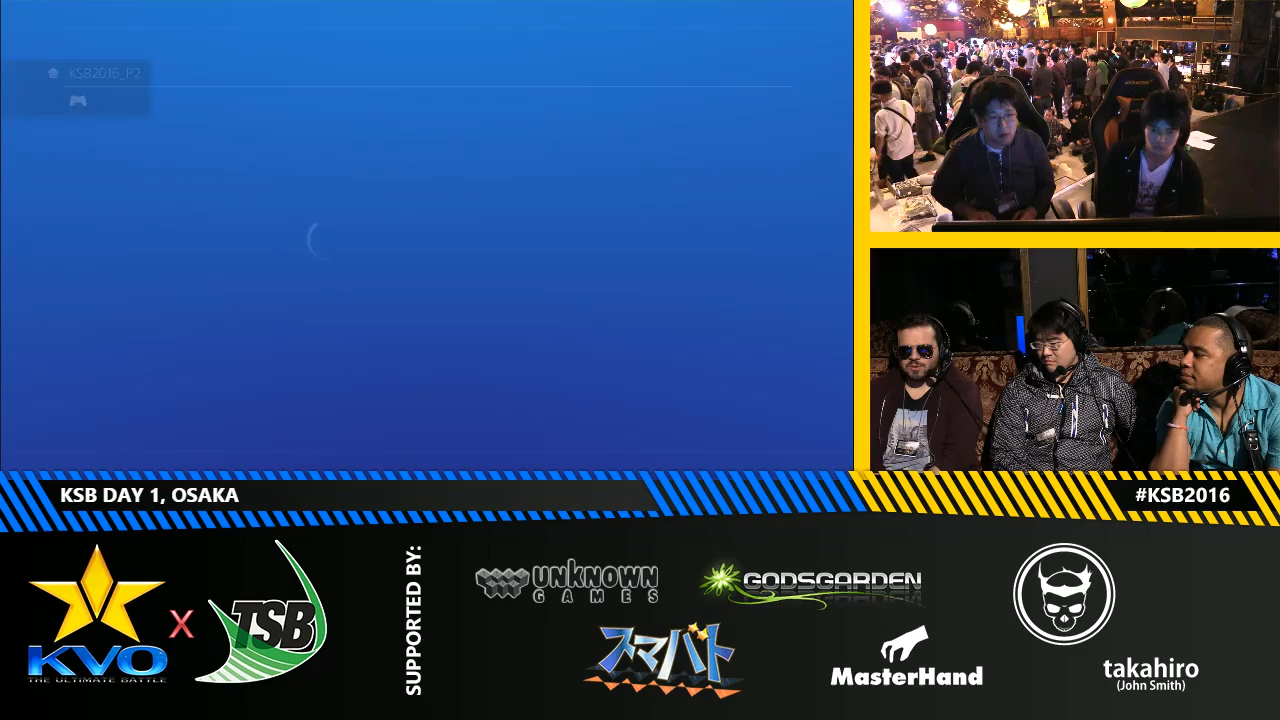 KSB2016_P2
KSB DAY 1, OSAKA
#KSB2016
KVO
THE ULTIMATE BATTLE
X
TSB
SUPPORTED BY:
UNKNOWN
GAMES
GODSGARDEN
スマバト
MasterHand
takahiro
(John Smith)